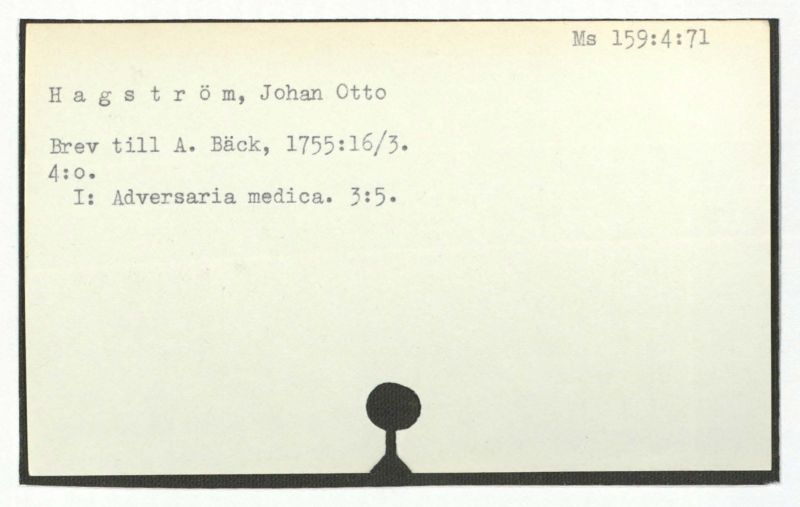 Ms 159:4:71
H a g s t r ö m, Johan Otto
Brev till A. Bäck, 1755:16/3.
4:o.
I: Adversaria medica. 3:5.